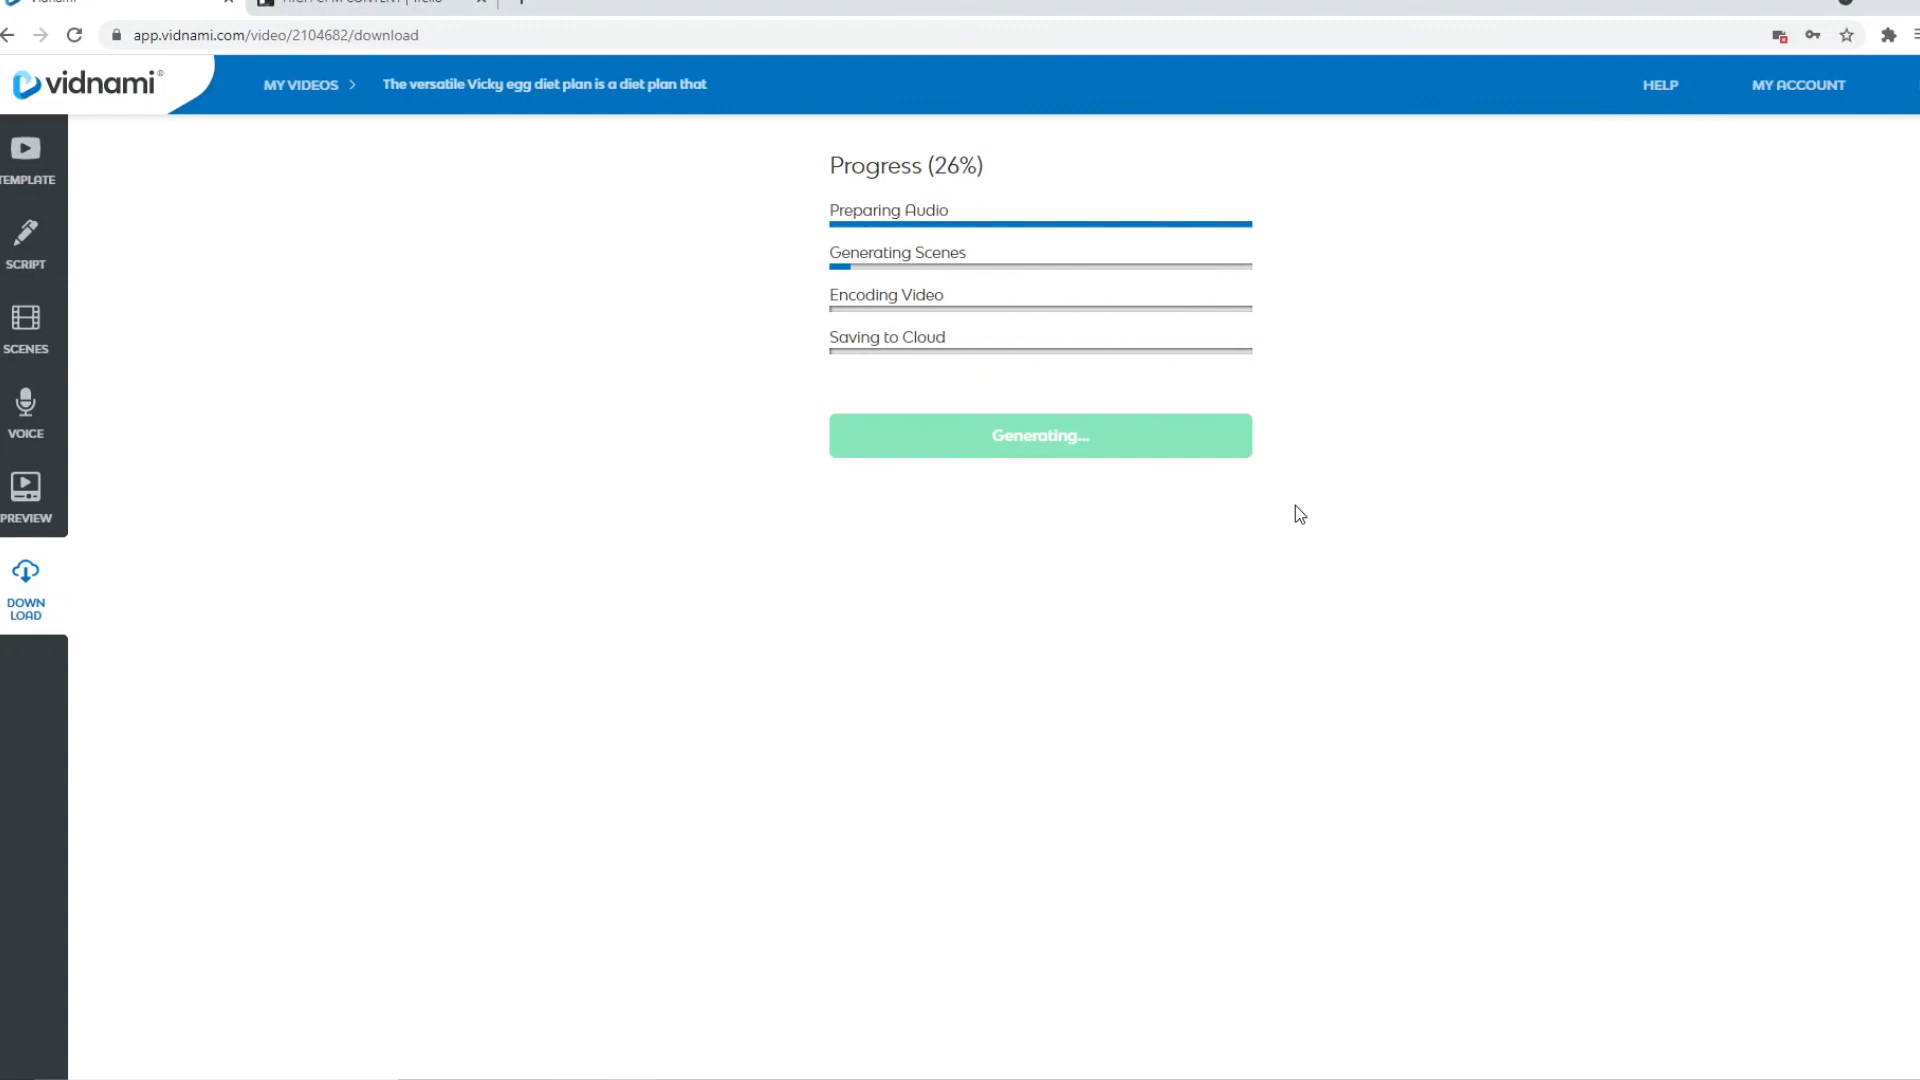 app.vidnami.com/video/2104682/download
vidnami®
MY VIDEOS > The versatile Vicky egg diet plan is a diet plan that
HELP
MY ACCOUNT
TEMPLATE
SCRIPT
SCENES
VOICE
PREVIEW
DOWN
LOAD
Progress (26%)
Preparing Audio
Generating Scenes
Encoding Video
Saving to Cloud
Generating...